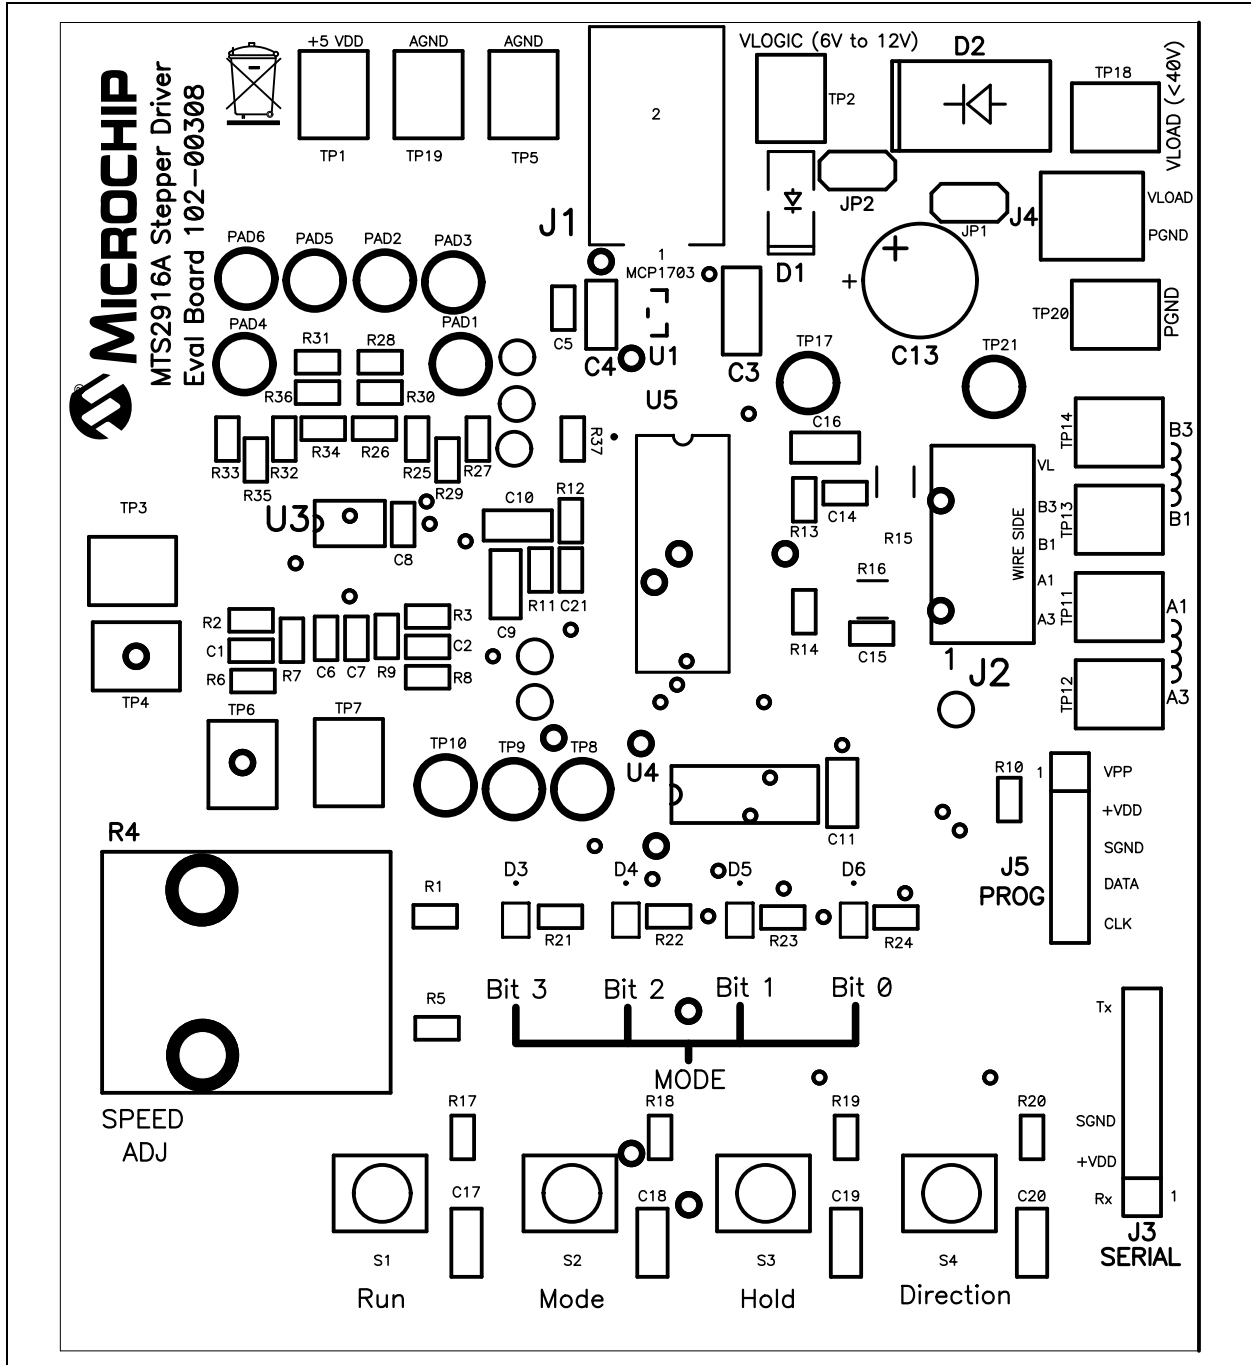 +5 VDD
AGND
AGND
VLOGIC (6V to 12V)
D2
TP18
VLOAD (<40V)
MICROCHIP
MTS2916A Stepper Driver
Eval Board 102-00308
®
2
TP2
TP1
TP19
TP5
JP2
J4
VLOAD
JP1
PGND
J1
PAD6
PAD5
PAD2
PAD3
1
MCP1703
D1
+
TP20
PGND
PAD4
R31
R28
PAD1
C5
C4
U1
C3
TP17
C13
TP21
R36
R30
U5
C16
TP14
B3
R33
R32
R34
R26
R25
R27
R37
R35
R29
VL
TP3
U3
C10
R12
C8
R13
C14
R15
B3
TP13
B1
B1
WIRE SIDE
R16
A1
TP11
A1
R2
R3
C9
R11
C21
A3
C1
C2
R14
C15
R6
R7
C6
C7
R9
R8
1
J2
TP4
TP12
A3
TP6
TP7
TP10
TP9
TP8
U4
R10
1
VPP
+VDD
R4
C11
SGND
J5
PROG
DATA
CLK
R1
D3
D4
D5
D6
R21
R22
R23
R24
Bit 3
Bit 2
Bit 1
Bit 0
R5
Tx
MODE
SPEED
ADJ
R17
R18
R19
R20
SGND
+VDD
C17
C18
C19
C20
Rx
1
J3
SERIAL
S1
S2
S3
S4
Run
Mode
Hold
Direction